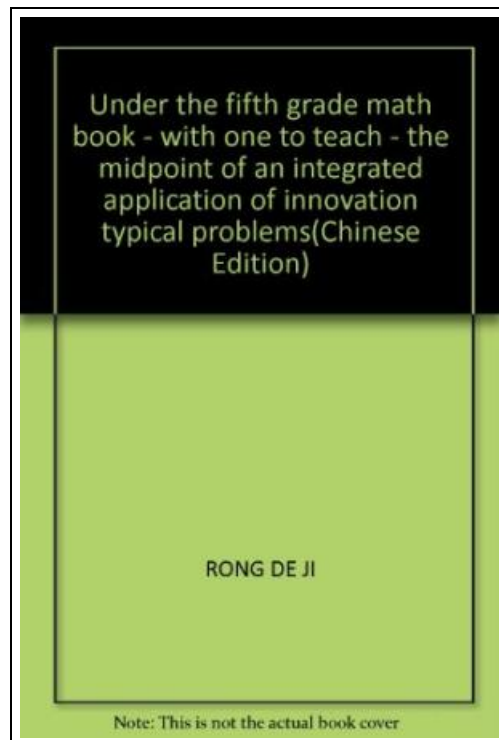 Under the fifth grade math
book - with one to teach - the
midpoint of an integrated
application of innovation
typical problems(Chinese
Edition)
RONG DE JI
Note: This is not the actual book cover